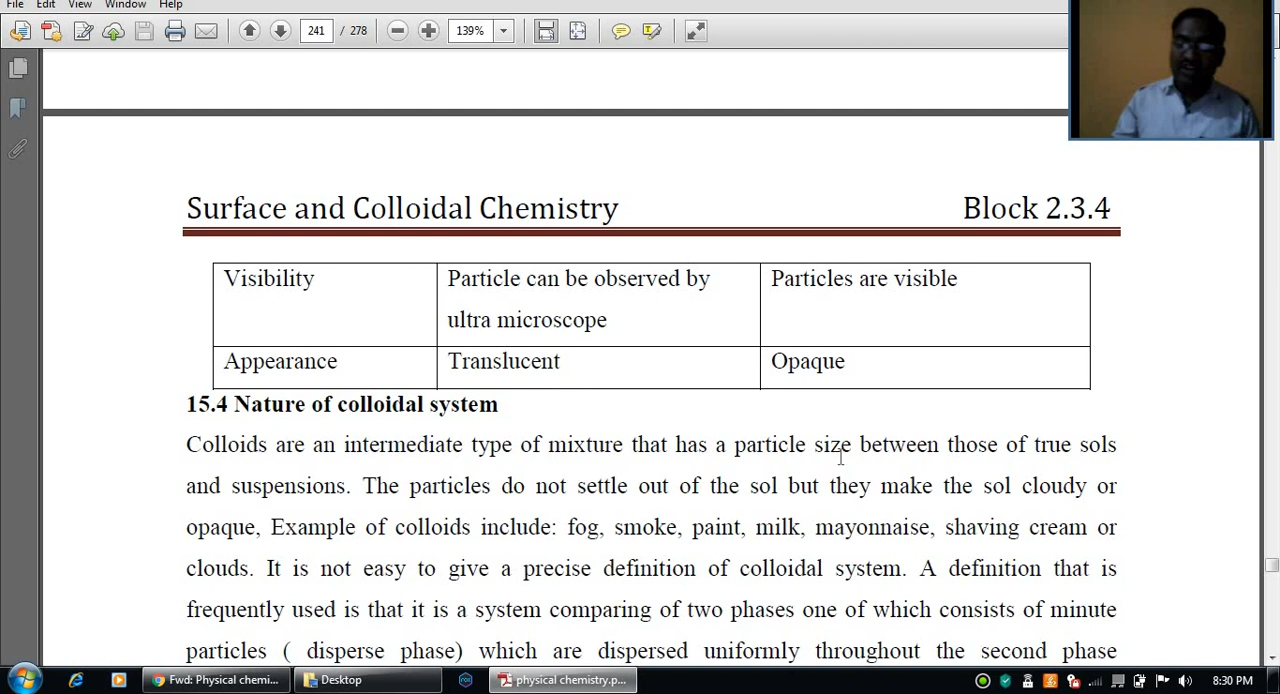 File Edit View Window Help
241 / 278 139%
Surface and Colloidal Chemistry Block 2.3.4
Visibility Particle can be observed by ultra microscope Particles are visible
Appearance Translucent Opaque
15.4 Nature of colloidal system
Colloids are an intermediate type of mixture that has a particle size between those of true sols
and suspensions. The particles do not settle out of the sol but they make the sol cloudy or
opaque, Example of colloids include: fog, smoke, paint, milk, mayonnaise, shaving cream or
clouds. It is not easy to give a precise definition of colloidal system. A definition that is
frequently used is that it is a system comparing of two phases one of which consists of minute
particles ( disperse phase) which are dispersed uniformly throughout the second phase
Fwd: Physical chemi... Desktop physical chemistry.p... 8:30 PM